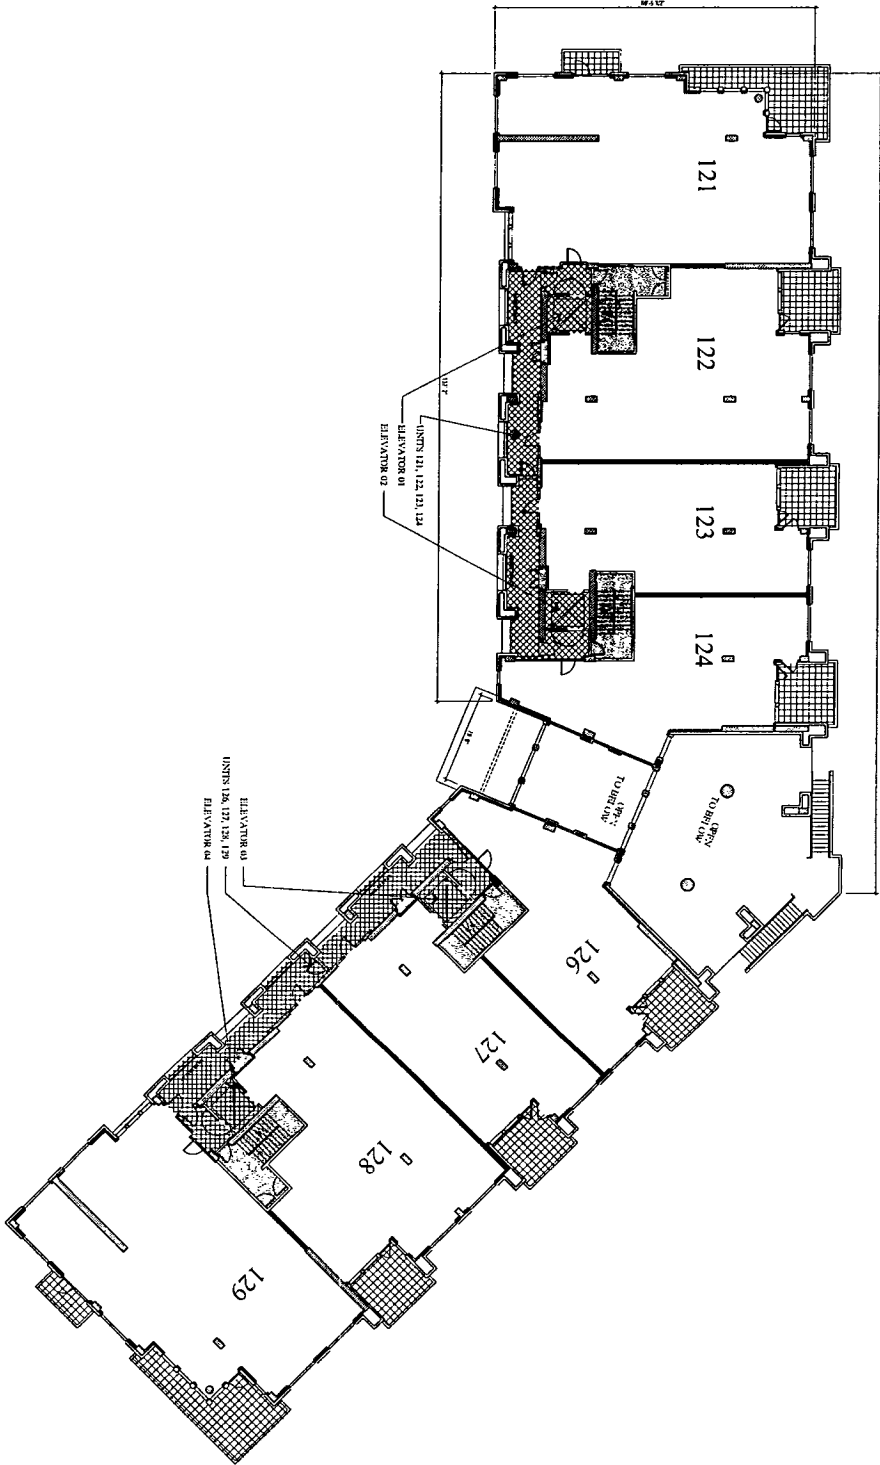 121
122
123
124
UNITS 121, 122, 123, 124
ELEVATOR 01
ELEVATOR 02
OPEN
TO BELOW
OPEN
TO BELOW
126
127
128
129
ELEVATOR 03
UNITS 126, 127, 128, 129
ELEVATOR 04